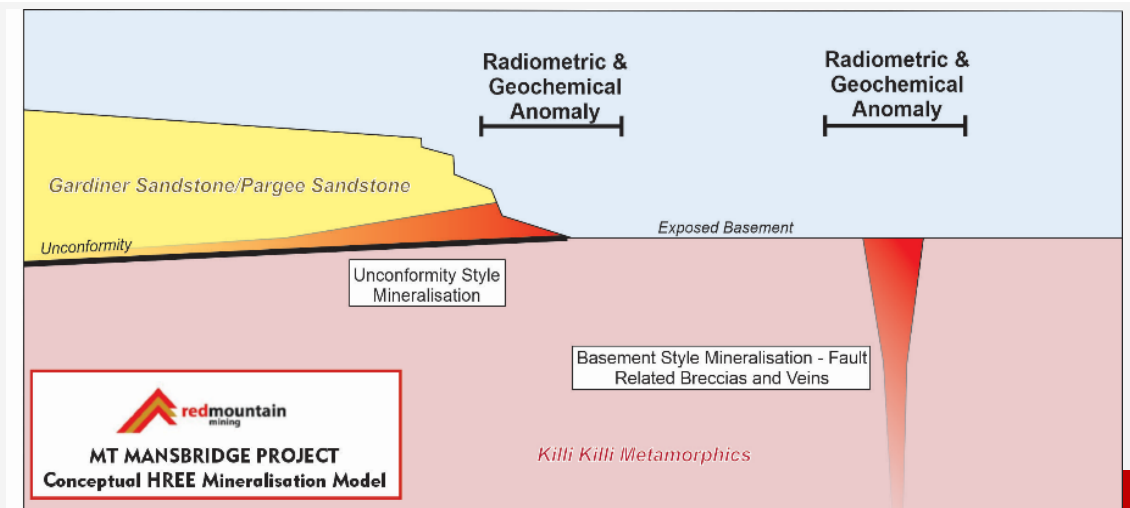 Radiometric &
Geochemical
Anomaly
Radiometric &
Geochemical
Anomaly
Gardiner Sandstone/Pargee Sandstone
Exposed Basement
Unconformity
Unconformity Style
Mineralisation
Basement Style Mineralisation - Fault
Related Breccias and Veins
redmountain
mining
MT MANSBRIDGE PROJECT
Conceptual HREE Mineralisation Model
Killi Killi Metamorphics